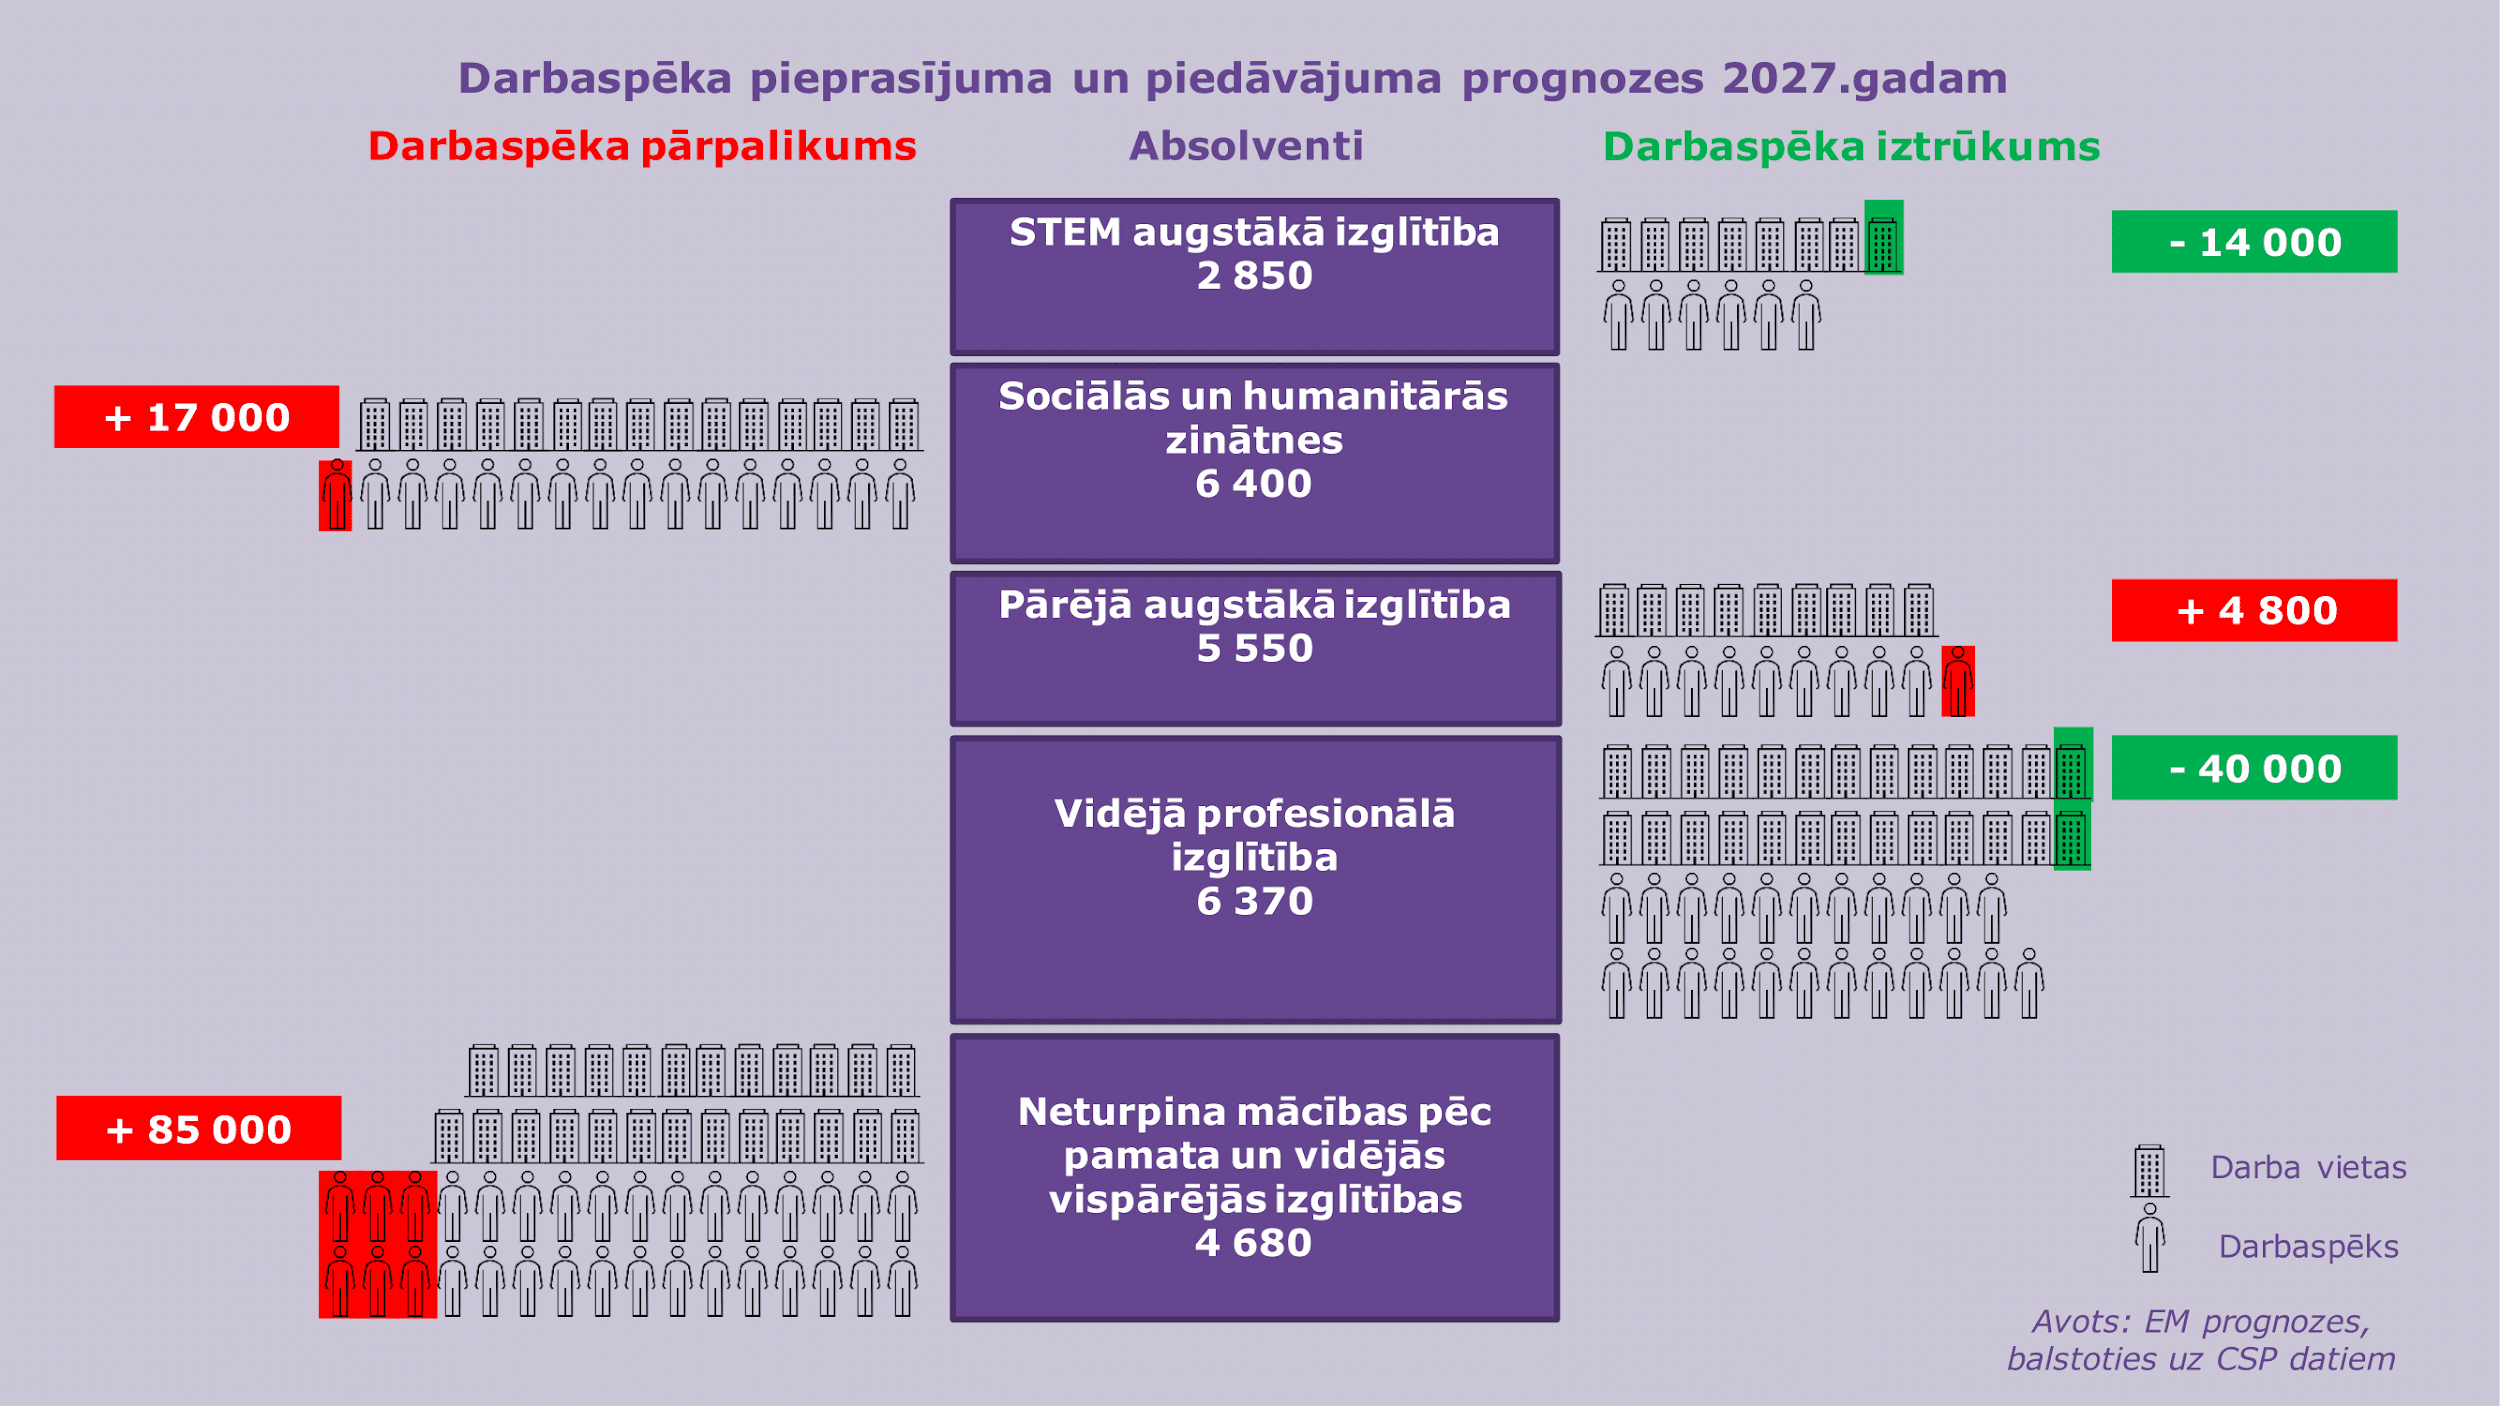 Darbaspēka pieprasījuma un piedāvājuma prognozes 2027.gadam
Darbaspēka pārpalikums
Absolventi
Darbaspēka iztrūkums
STEM augstākā izglītība
2 850
- 14 000
+ 17 000
Sociālās un humanitārās
zinātnes
6 400
Pārējā augstākā izglītība
5 550
+ 4 800
Vidējā profesionālā
izglītība
6 370
- 40 000
+ 85 000
Neturpina mācības pēc
pamata un vidējās
vispārējās izglītības
4 680
Darba vietas
Darbaspēks
Avots: EM prognozes,
balstoties uz CSP datiem